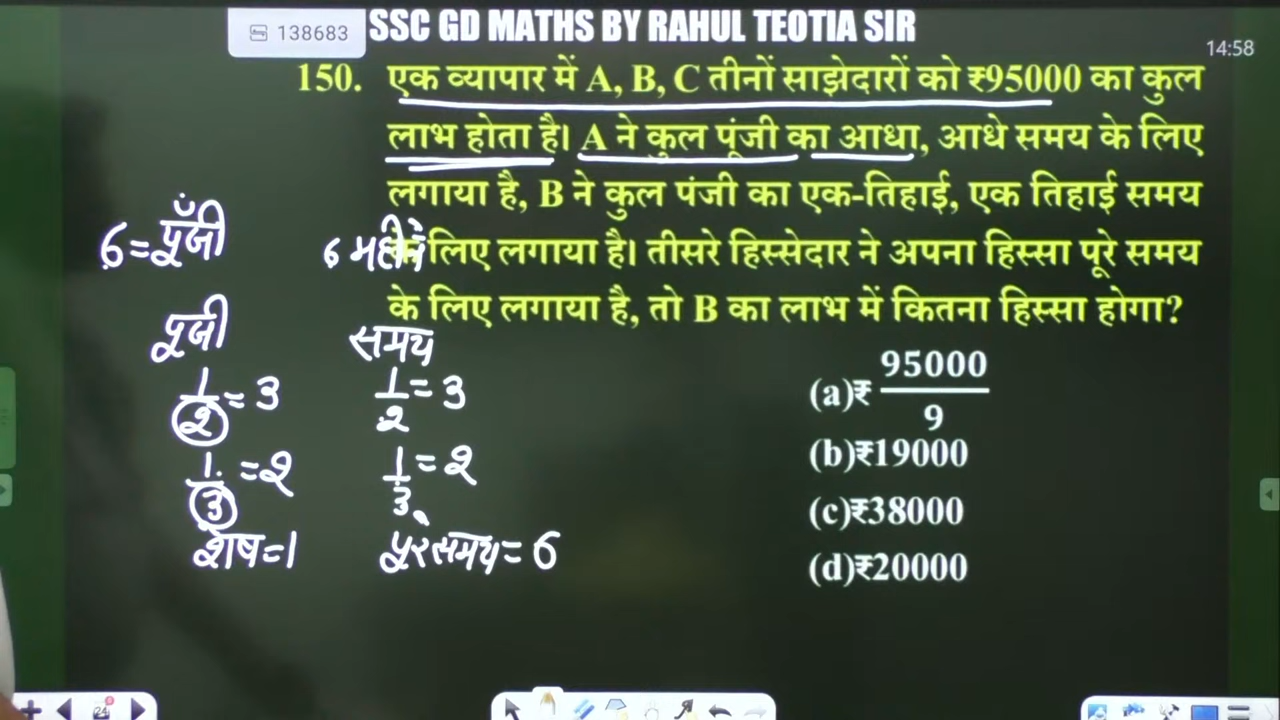 138683
SSC GD MATHS BY RAHUL TEOTIA SIR
14:58
150. एक व्यापार में A, B, C तीनों साझेदारों को ₹95000 का कुल
लाभ होता है। A ने कुल पूंजी का आधा, आधे समय के लिए
लगाया है, B ने कुल पंजी का एक-तिहाई, एक तिहाई समय
के लिए लगाया है। तीसरे हिस्सेदार ने अपना हिस्सा पूरे समय
के लिए लगाया है, तो B का लाभ में कितना हिस्सा होगा?
6=पूँजी
6 महीने
पूजी
समय
1/2 = 3
1/2 = 3
1/3 = 2
1/3 = 2
शेष=1
पूरे समय = 6
(a)₹ 95000/9
(b)₹19000
(c)₹38000
(d)₹20000
24